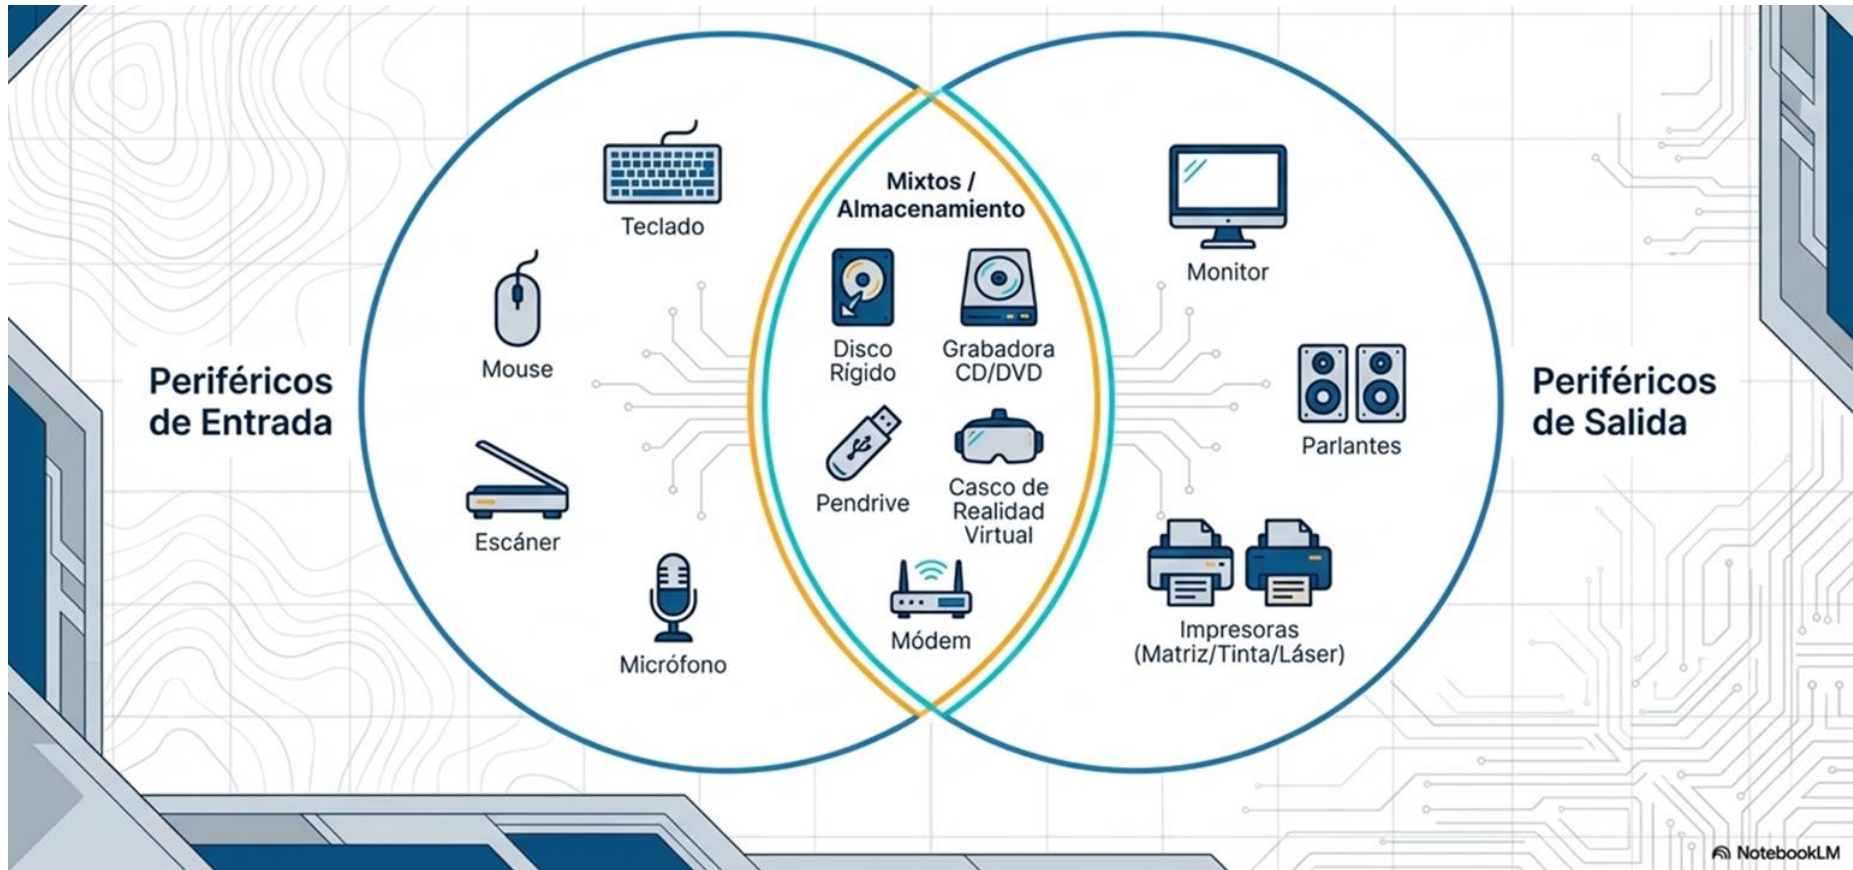 Periféricos
de Entrada
Teclado
Mouse
Escáner
Micrófono
Mixtos /
Almacenamiento
Disco
Rígido
Grabadora
CD/DVD
Pendrive
Casco de
Realidad
Virtual
Módem
Monitor
Parlantes
Impresoras
(Matriz/Tinta/Láser)
Periféricos
de Salida
NotebookLM